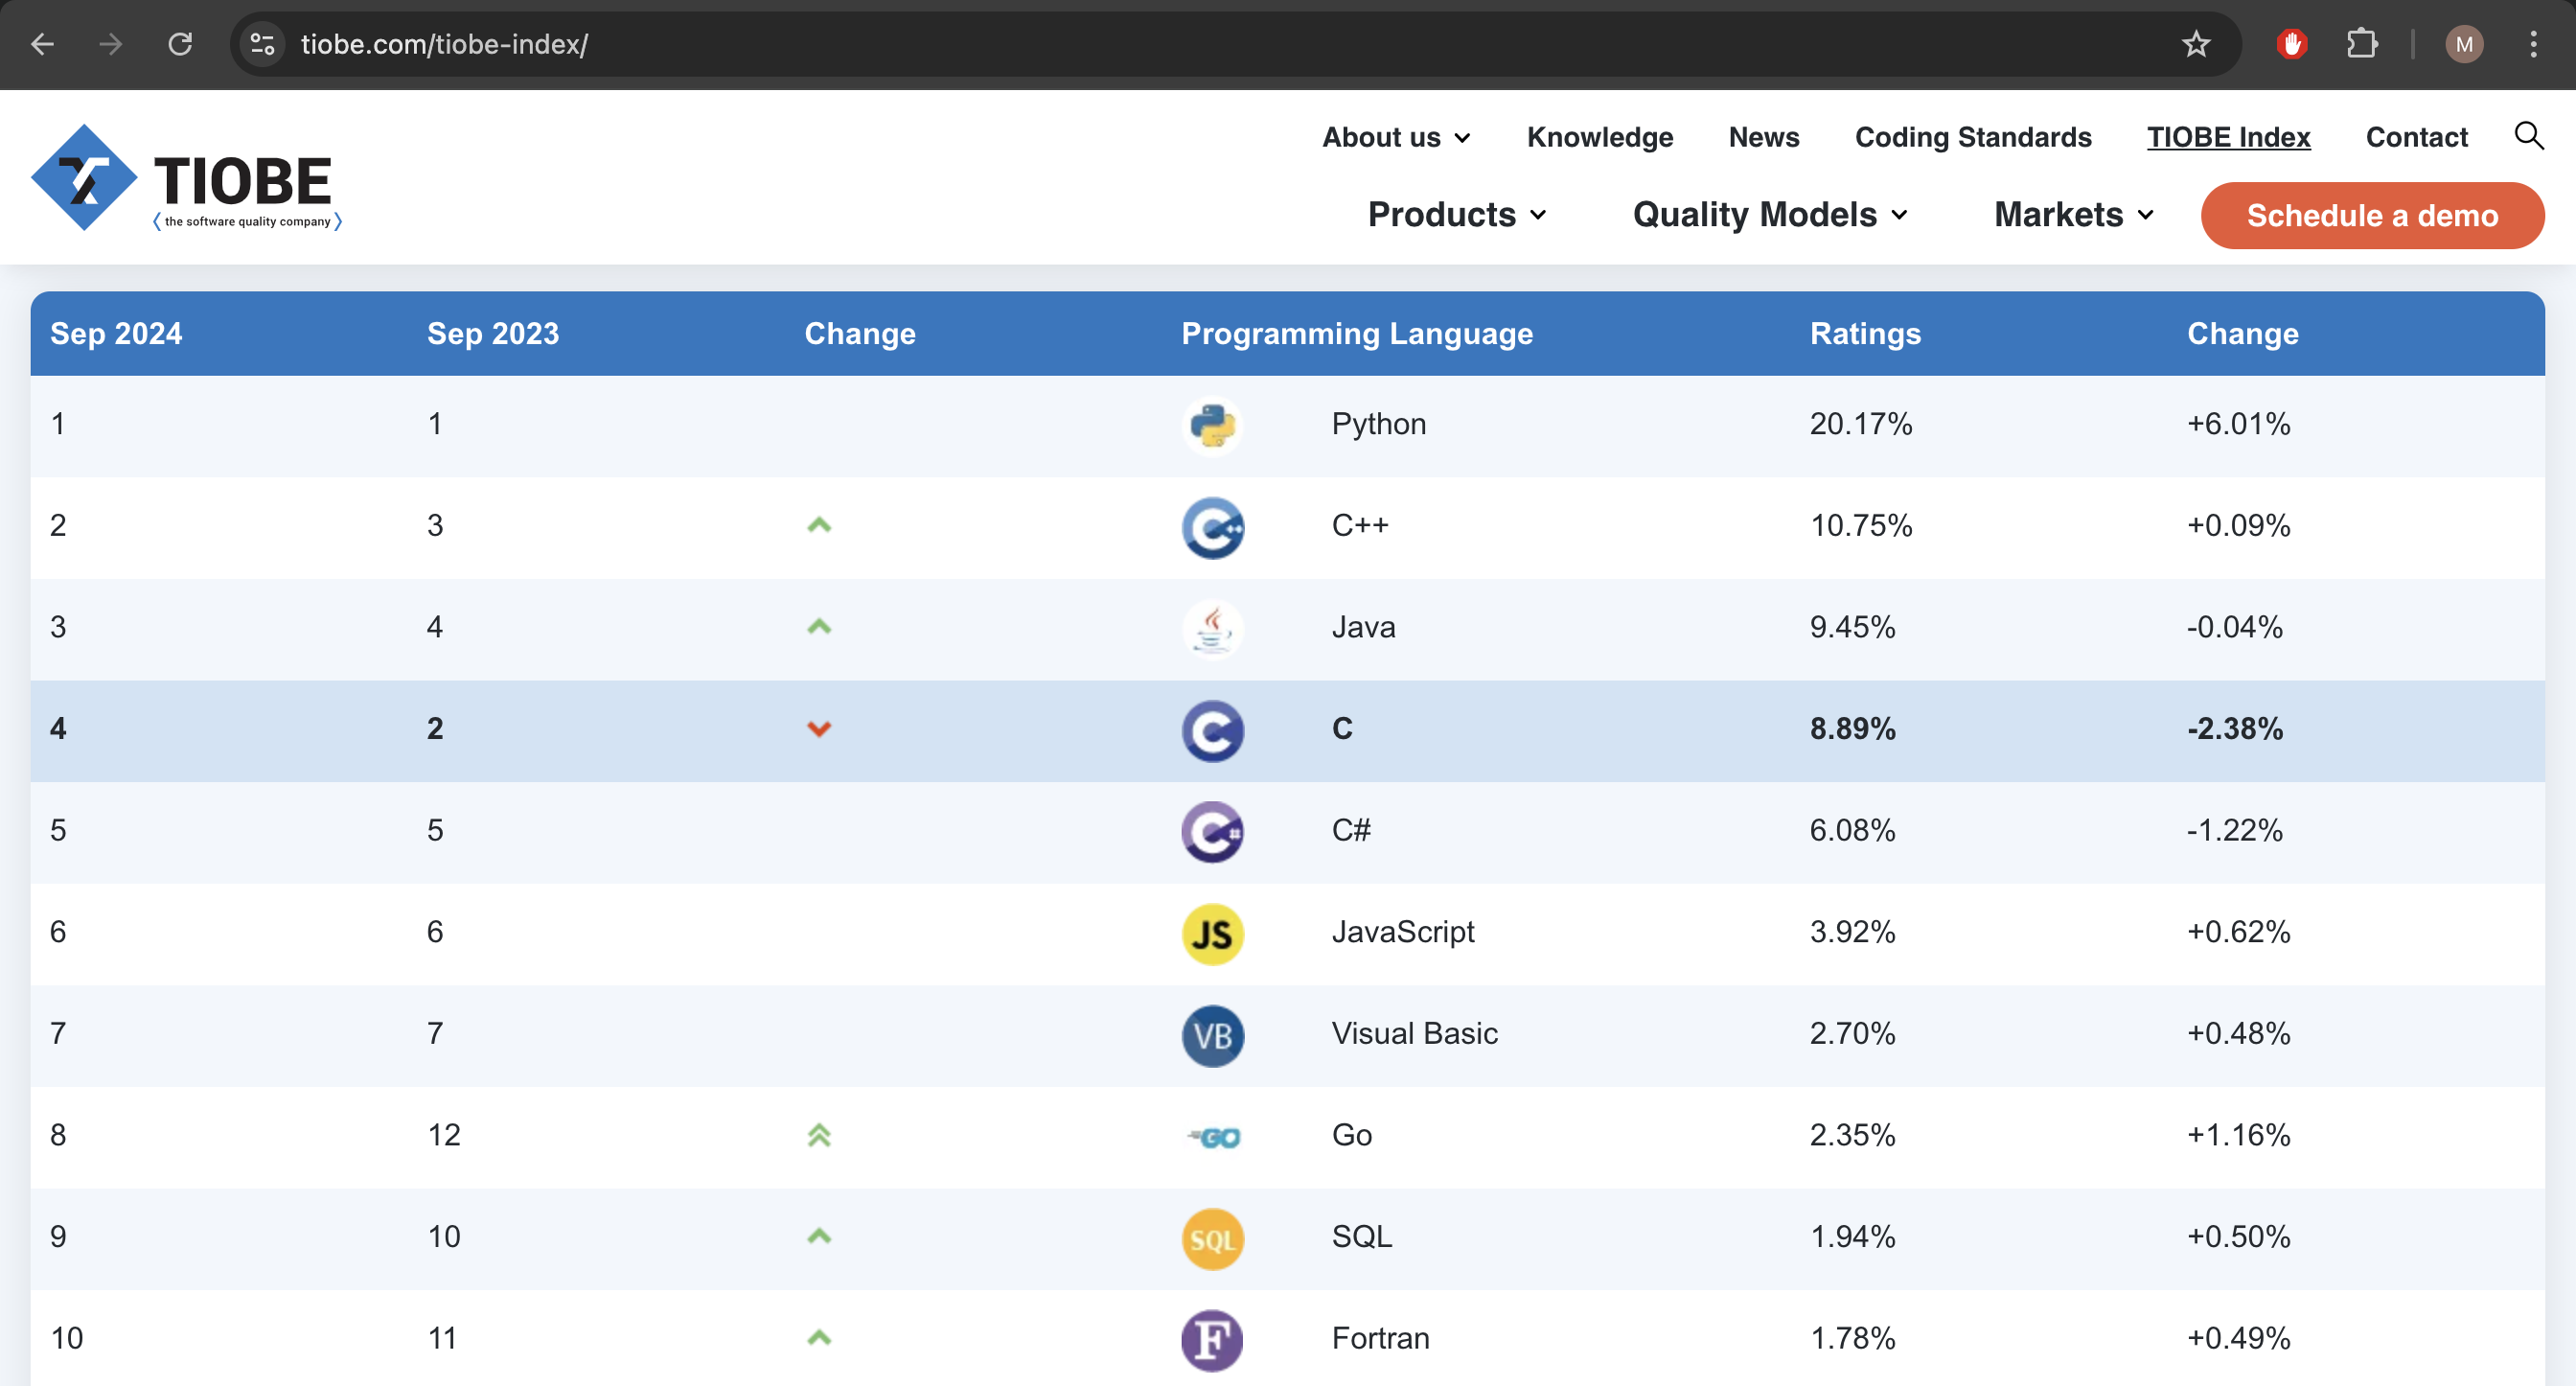 tiobe.com/tiobe-index/
M
TIOBE
the software quality company
About us Knowledge News Coding Standards TIOBE Index Contact
Products Quality Models Markets Schedule a demo
Sep 2024 Sep 2023 Change Programming Language Ratings Change
1 1 Python 20.17% +6.01%
2 3 C++ 10.75% +0.09%
3 4 Java 9.45% -0.04%
4 2 C 8.89% -2.38%
5 5 C# 6.08% -1.22%
6 6 JS JavaScript 3.92% +0.62%
7 7 VB Visual Basic 2.70% +0.48%
8 12 GO Go 2.35% +1.16%
9 10 SQL SQL 1.94% +0.50%
10 11 F Fortran 1.78% +0.49%